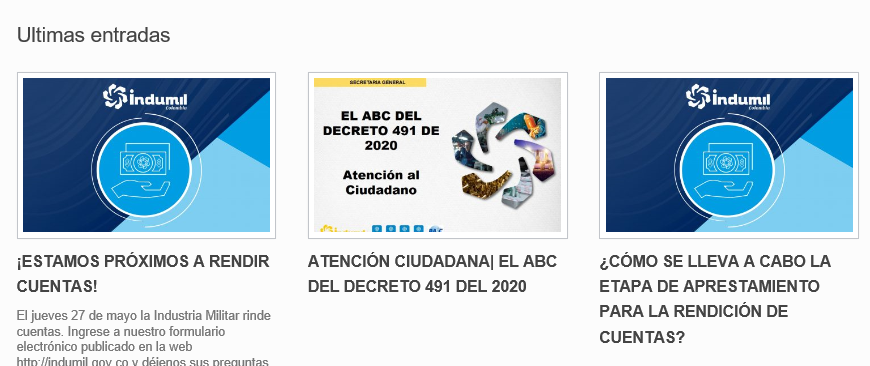 Ultimas entradas
indumil
Colombia
SECRETARIA GENERAL
EL ABC DEL
DECRETO 491 DE
2020
Atención al
Ciudadano
indumil
indumil
Colombia
¡ESTAMOS PRÓXIMOS A RENDIR
CUENTAS!
El jueves 27 de mayo la Industria Militar rinde
cuentas. Ingrese a nuestro formulario
electrónico publicado en la web
http://indumil.gov.co y déjenos sus preguntas
ATENCIÓN CIUDADANA| EL ABC
DEL DECRETO 491 DEL 2020
¿CÓMO SE LLEVA A CABO LA
ETAPA DE APRESTAMIENTO
PARA LA RENDICIÓN DE
CUENTAS?